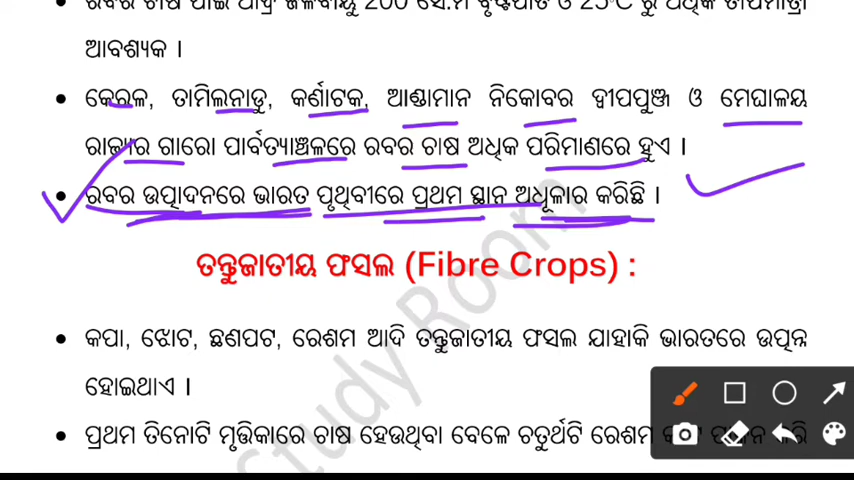 ରବର ଚାଷ ପାଇଁ ଆର୍ଦ୍ର ଜଳବାୟୁ 200 ସେ.ମି ବୃଷ୍ଟିପାତ ଓ 25°C ରୁ ଅଧିକ ତାପମାତ୍ରା
ଆବଶ୍ୟକ ।
• କେରଳ, ତାମିଲନାଡୁ, କର୍ଣାଟକ, ଆଣ୍ଡାମାନ ନିକୋବର ଦ୍ଵୀପପୁଞ୍ଜ ଓ ମେଘାଳୟ
ରାଜ୍ୟର ଗାରୋ ପାର୍ବତ୍ୟାଞ୍ଚଳରେ ରବର ଚାଷ ଅଧିକ ପରିମାଣରେ ହୁଏ ।
• ରବର ଉତ୍ପାଦନରେ ଭାରତ ପୃଥିବୀରେ ପ୍ରଥମ ସ୍ଥାନ ଅଧିକାର କରିଛି ।
ତନ୍ତୁଜାତୀୟ ଫସଲ (Fibre Crops) :
• କପା, ଝୋଟ, ଛଣପଟ, ରେଶମ ଆଦି ତନ୍ତୁଜାତୀୟ ଫସଲ ଯାହାକି ଭାରତରେ ଉତ୍ପନ୍ନ
ହୋଇଥାଏ ।
• ପ୍ରଥମ ତିନୋଟି ମୃତ୍ତିକାରେ ଚାଷ ହେଉଥିବା ବେଳେ ଚତୁର୍ଥଟି ରେଶମ
Study Room